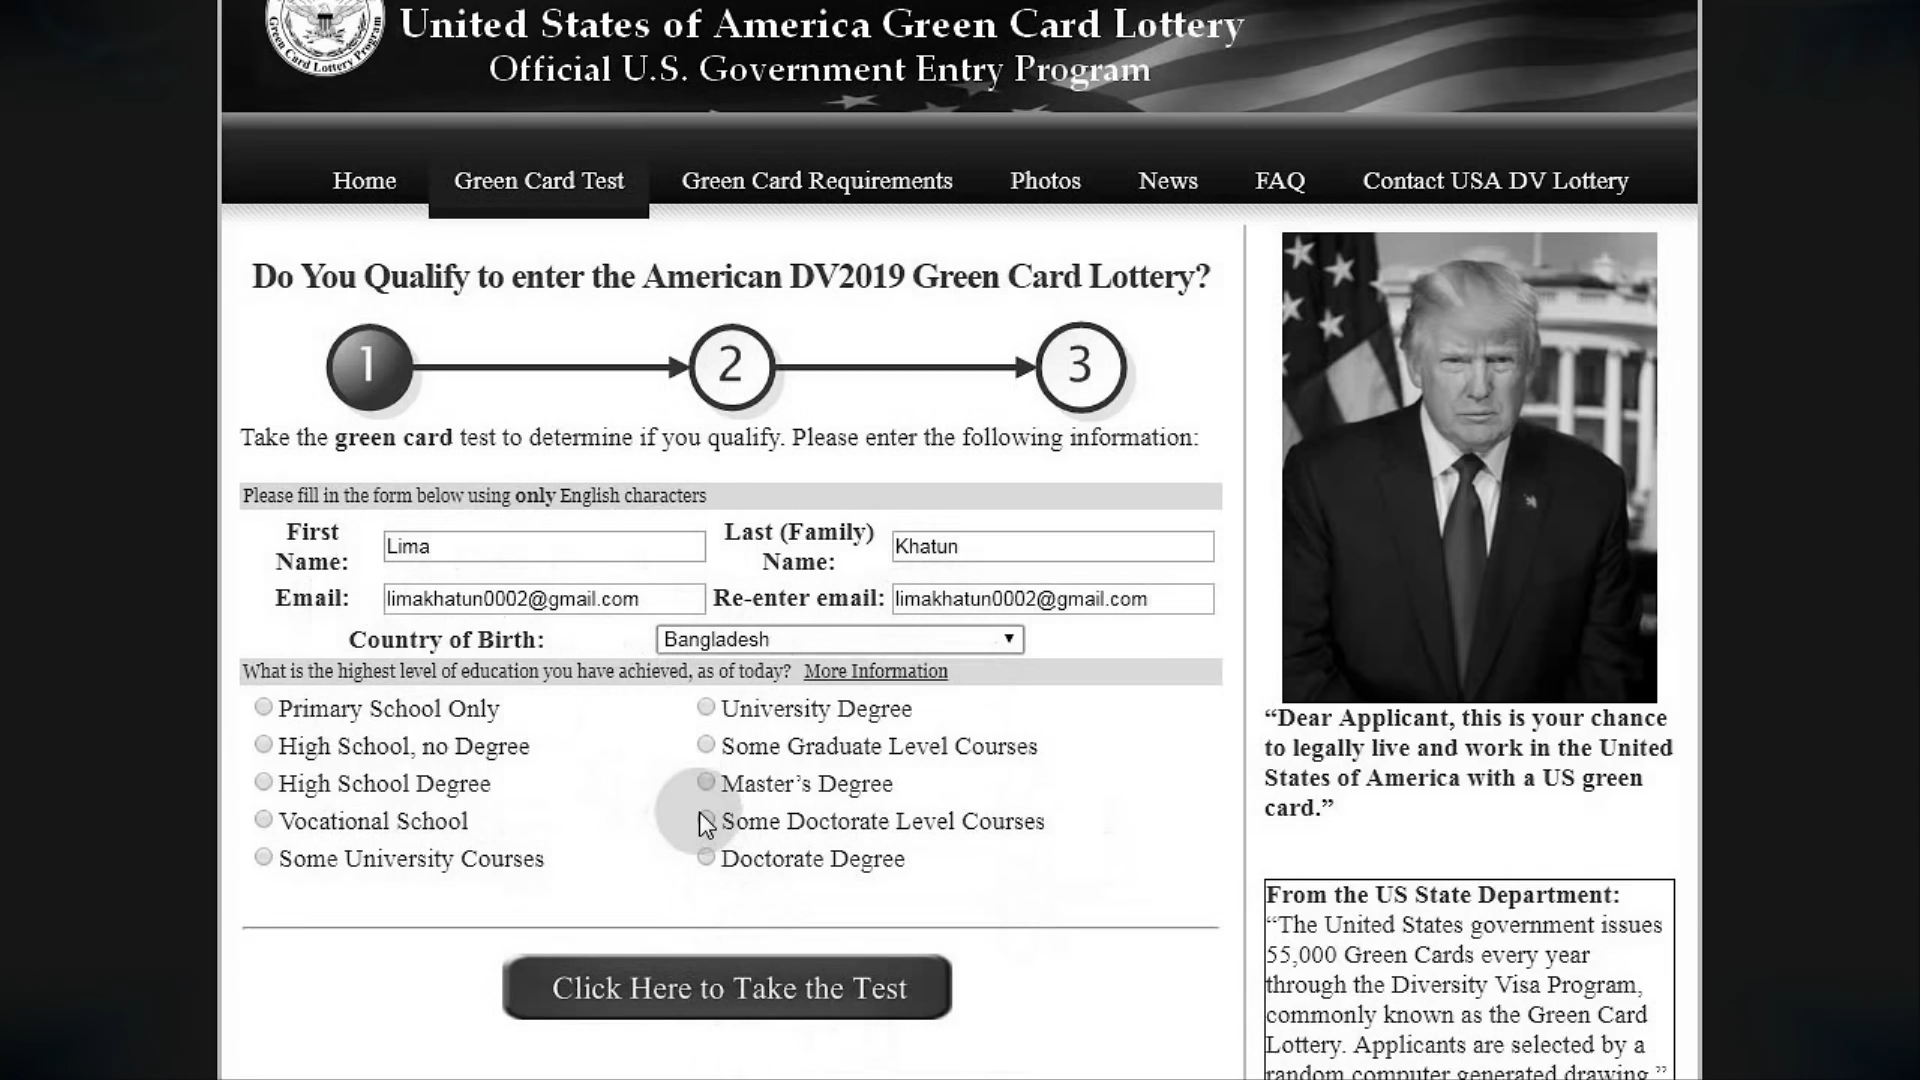 United States of America Green Card Lottery
Official U.S. Government Entry Program
Green Card Lottery Program
Home Green Card Test Green Card Requirements Photos News FAQ Contact USA DV Lottery
Do You Qualify to enter the American DV2019 Green Card Lottery?
1 2 3
Take the green card test to determine if you qualify. Please enter the following information:
Please fill in the form below using only English characters
First Name: Lima Last (Family) Name: Khatun
Email: limakhatun0002@gmail.com Re-enter email: limakhatun0002@gmail.com
Country of Birth: Bangladesh
What is the highest level of education you have achieved, as of today? More Information
Primary School Only University Degree
High School, no Degree Some Graduate Level Courses
High School Degree Master's Degree
Vocational School Some Doctorate Level Courses
Some University Courses Doctorate Degree
Click Here to Take the Test
“Dear Applicant, this is your chance
to legally live and work in the United
States of America with a US green
card.”
From the US State Department:
“The United States government issues
55,000 Green Cards every year
through the Diversity Visa Program,
commonly known as the Green Card
Lottery. Applicants are selected by a
random computer generated drawing.”